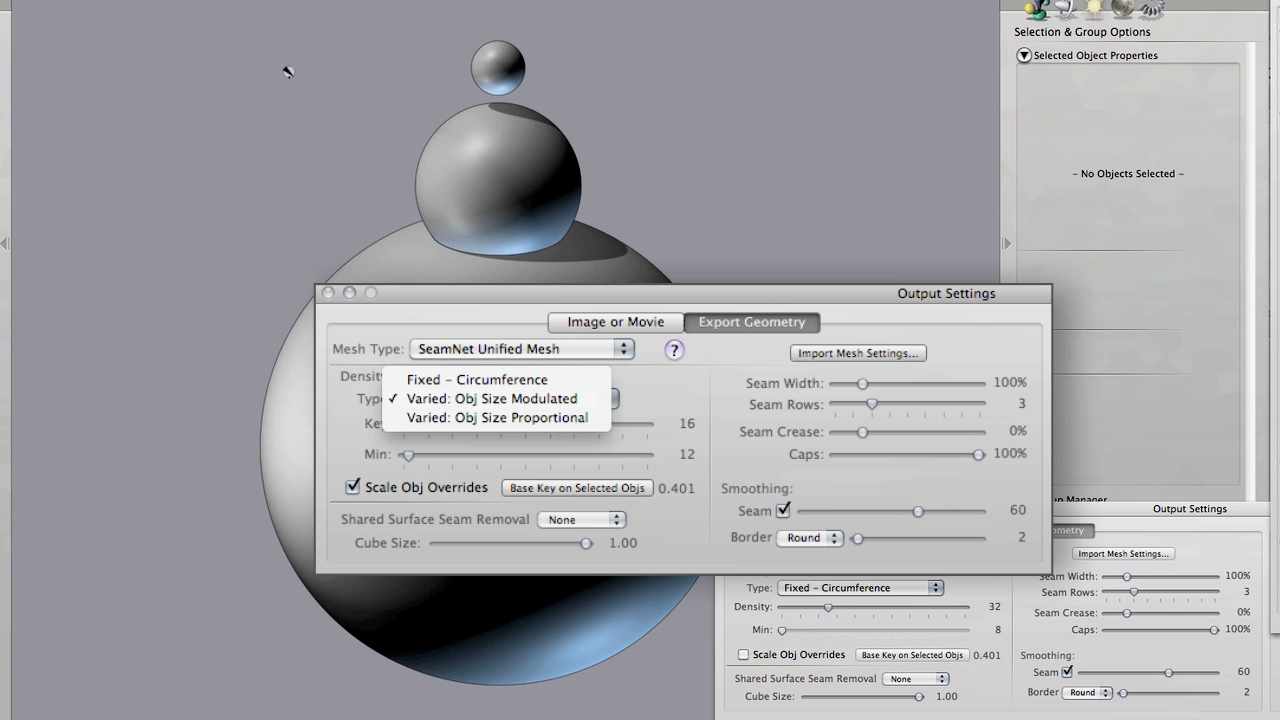 Selection & Group Options
Selected Object Properties
– No Objects Selected –
Output Settings
Image or Movie
Export Geometry
Mesh Type: SeamNet Unified Mesh
?
Import Mesh Settings...
Fixed – Circumference
✓ Varied: Obj Size Modulated
Varied: Obj Size Proportional
16
Min: 12
Scale Obj Overrides
Base Key on Selected Objs
0.401
Shared Surface Seam Removal
None
Cube Size: 1.00
Seam Width: 100%
Seam Rows: 3
Seam Crease: 0%
Caps: 100%
Smoothing:
Seam 60
Border Round 2
Output Settings
Import Mesh Settings...
Type: Fixed – Circumference
Density: 32
Min: 8
Scale Obj Overrides
Base Key on Selected Objs
0.401
Shared Surface Seam Removal
None
Cube Size: 1.00
Seam Width: 100%
Seam Rows: 3
Seam Crease: 0%
Caps: 100%
Smoothing:
Seam 60
Border Round 2